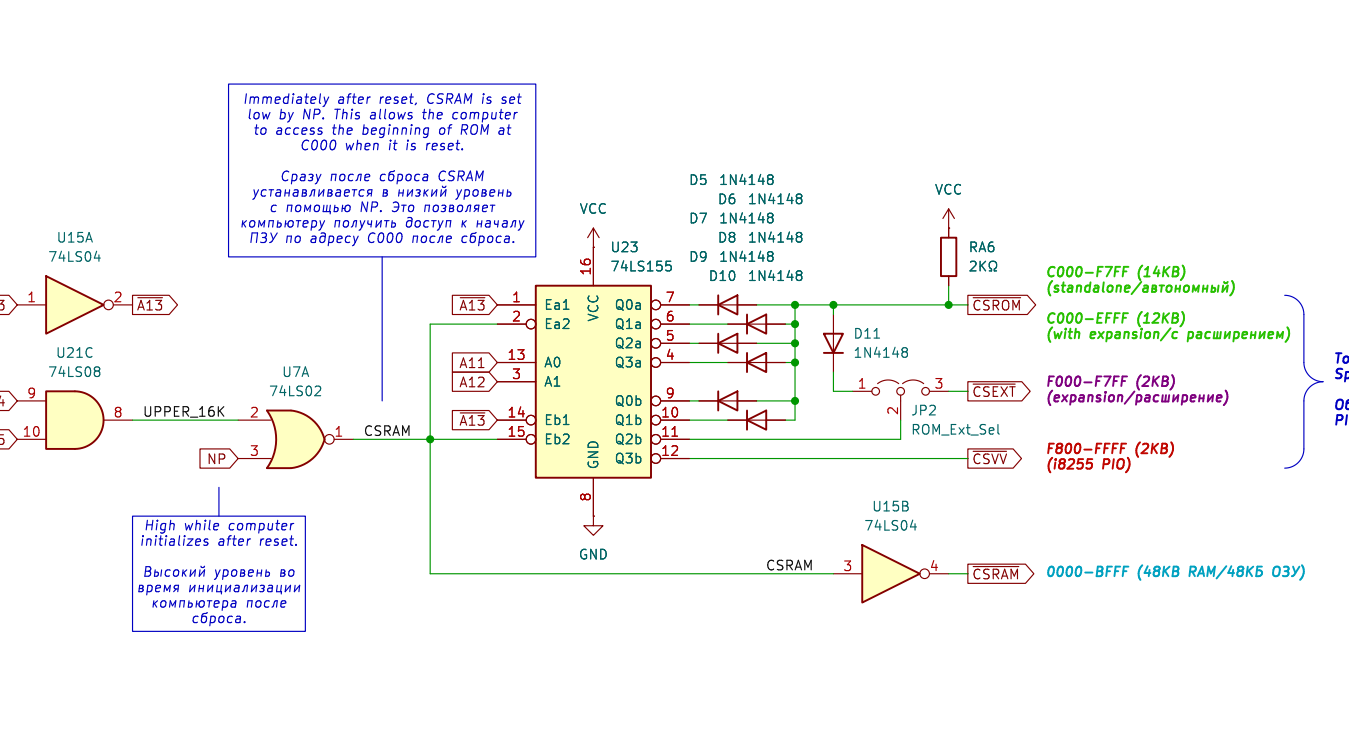 Immediately after reset, CSRAM is set
low by NP. This allows the computer
to access the beginning of ROM at
C000 when it is reset.
Сразу после сброса CSRAM
устанавливается в низкий уровень
с помощью NP. Это позволяет
компьютеру получить доступ к началу
ПЗУ по адресу C000 после сброса.
D5 1N4148
D6 1N4148
D7 1N4148
D8 1N4148
D9 1N4148
D10 1N4148
VCC
VCC
U15A
74LS04
1
2
A13
U21C
74LS08
9
10
8
UPPER_16K
U7A
74LS02
2
NP
3
1
CSRAM
High while computer
initializes after reset.
Высокий уровень во
время инициализации
компьютера после
сброса.
U23
74LS155
16
VCC
A13
1
Ea1
2
Ea2
A11
13
A0
A12
3
A1
A13
14
Eb1
15
Eb2
Q0a
7
Q1a
6
Q2a
5
Q3a
4
Q0b
9
Q1b
10
Q2b
11
Q3b
12
GND
8
GND
RA6
2KΩ
D11
1N4148
1
2
3
JP2
ROM_Ext_Sel
CSROM
CSEXT
CSVV
C000-F7FF (14KB)
(standalone/автономный)
C000-EFFF (12KB)
(with expansion/с расширением)
F000-F7FF (2KB)
(expansion/расширение)
F800-FFFF (2KB)
(i8255 PIO)
U15B
74LS04
CSRAM
3
4
CSRAM
0000-BFFF (48KB RAM/48КБ ОЗУ)